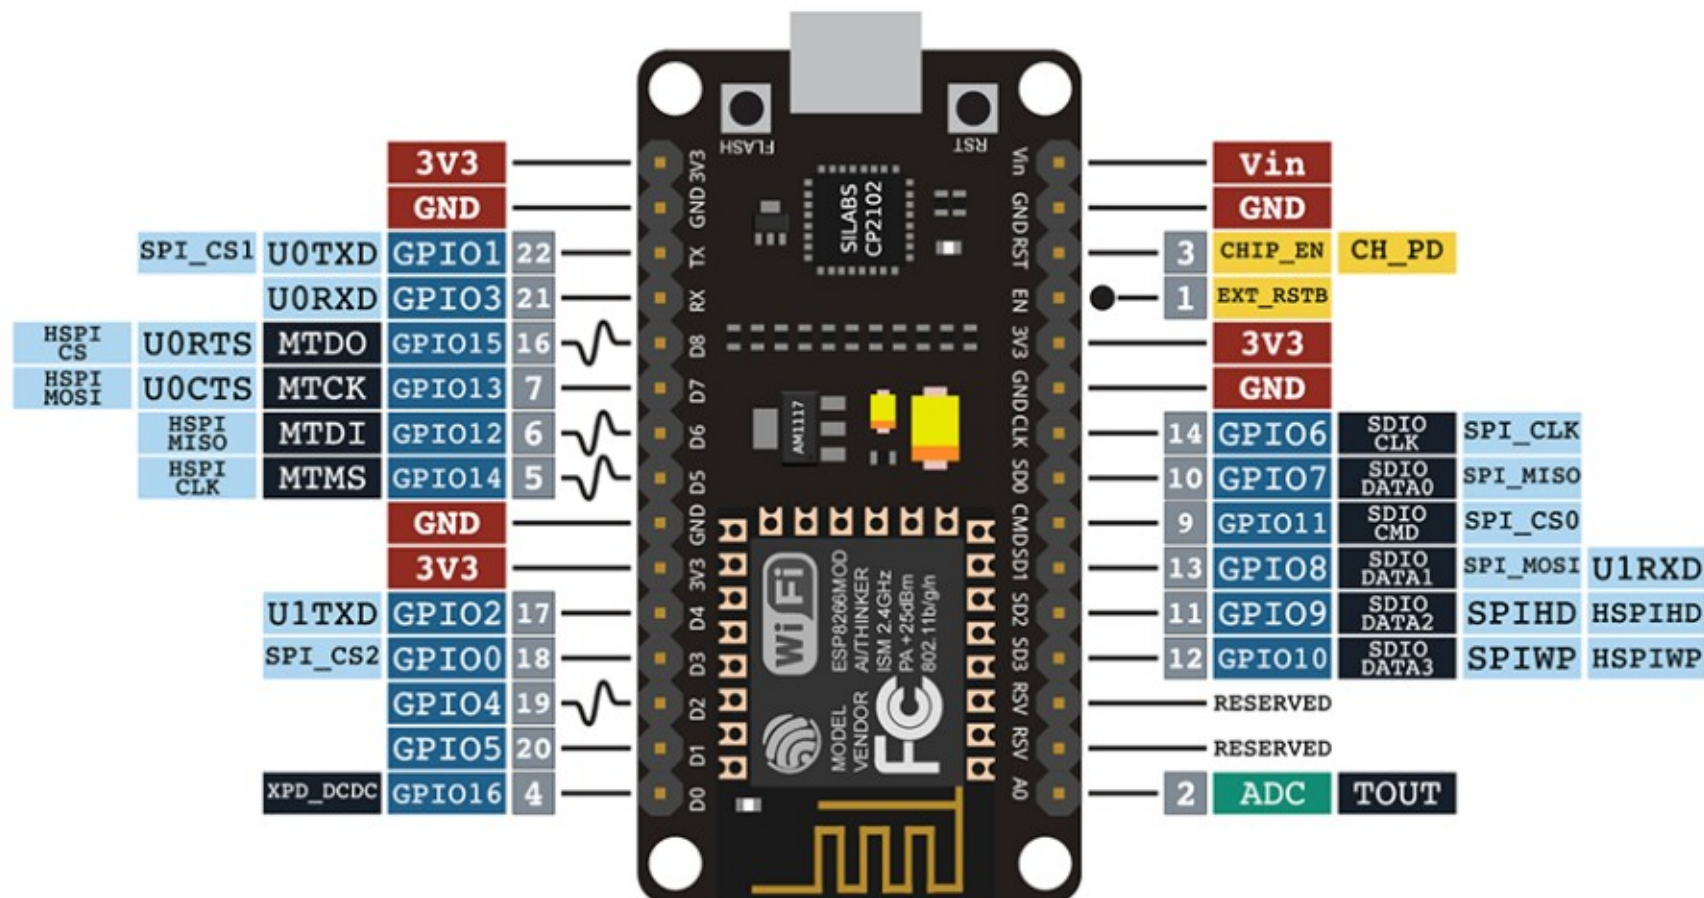 FLASH
RST
3V3 3V3 Vin Vin
GND GND GND GND
SPI_CS1 U0TXD GPIO1 22 TX RST 3 CHIP_EN CH_PD
U0RXD GPIO3 21 RX EN 1 EXT_RSTB
HSPI CS U0RTS MTDO GPIO15 16 D8 3V3 3V3
HSPI MOSI U0CTS MTCK GPIO13 7 D7 GND GND
HSPI MISO MTDI GPIO12 6 D6 CLK 14 GPIO6 SDIO CLK SPI_CLK
HSPI CLK MTMS GPIO14 5 D5 SD0 10 GPIO7 SDIO DATA0 SPI_MISO
GND GND CMD 9 GPIO11 SDIO CMD SPI_CS0
3V3 3V3 SD1 13 GPIO8 SDIO DATA1 SPI_MOSI U1RXD
U1TXD GPIO2 17 D4 SD2 11 GPIO9 SDIO DATA2 SPIHD HSPIHD
SPI_CS2 GPIO0 18 D3 SD3 12 GPIO10 SDIO DATA3 SPIWP HSPIWP
GPIO4 19 D2 RSV RESERVED
GPIO5 20 D1 RSV RESERVED
XPD_DCDC GPIO16 4 D0 A0 2 ADC TOUT
SILABS
CP2102
AM1117
Wi Fi
MODEL ESP8266MOD
VENDOR AI/THINKER
ISM 2.4GHz
PA +25dBm
802.11b/g/n
FC